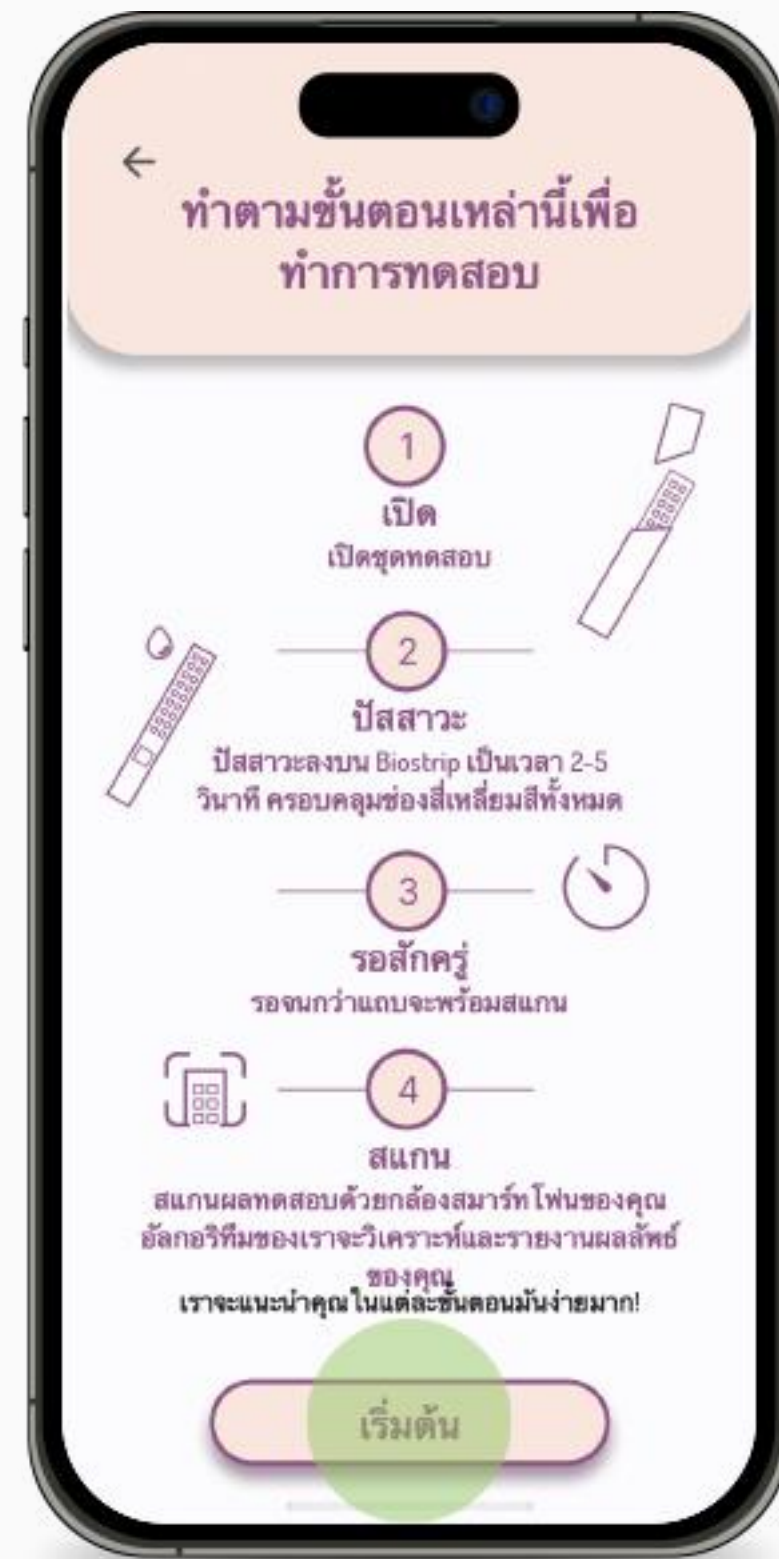 ทำตามขั้นตอนเหล่านี้เพื่อ
ทำการทดสอบ
1
เปิด
เปิดชุดทดสอบ
2
ปัสสาวะ
ปัสสาวะลงบน Biostrip เป็นเวลา 2-5
วินาที ครอบคลุมช่องสี่เหลี่ยมสีทั้งหมด
3
รอสักครู่
รอจนกว่าแถบจะพร้อมสแกน
4
สแกน
สแกนผลทดสอบด้วยกล้องสมาร์ทโฟนของคุณ
อัลกอริทึมของเราจะวิเคราะห์และรายงานผลลัพธ์
ของคุณ
เราจะแนะนำคุณในแต่ละขั้นตอนมันง่ายมาก!
เริ่มต้น